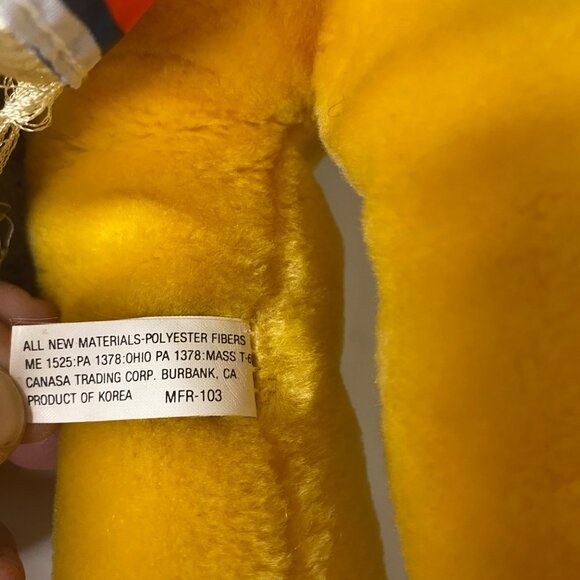 ALL NEW MATERIALS-POLYESTER FIBERS
ME 1525:PA 1378:OHIO PA 1378:MASS T-6
CANASA TRADING CORP. BURBANK, CA
PRODUCT OF KOREA MFR-103